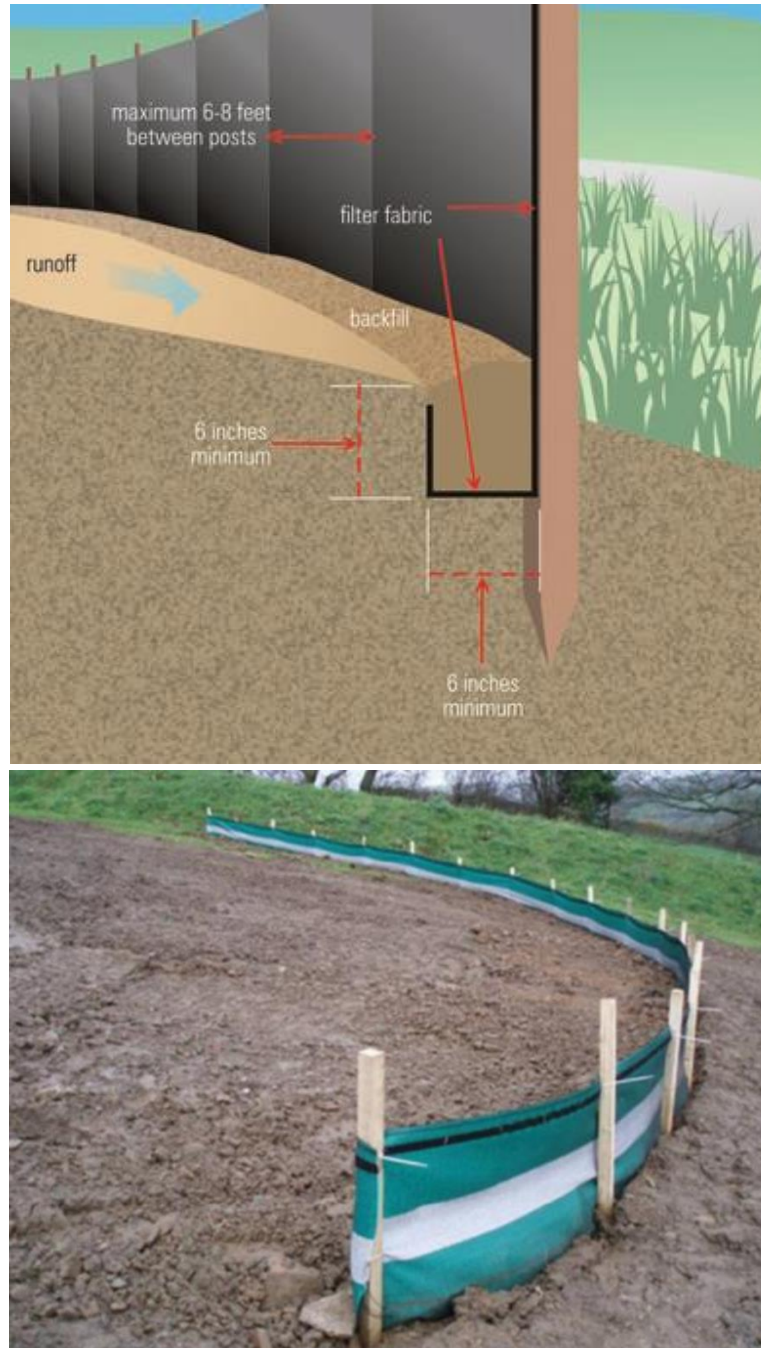 maximum 6-8 feet
between posts
filter fabric
runoff
backfill
6 inches
minimum
6 inches
minimum